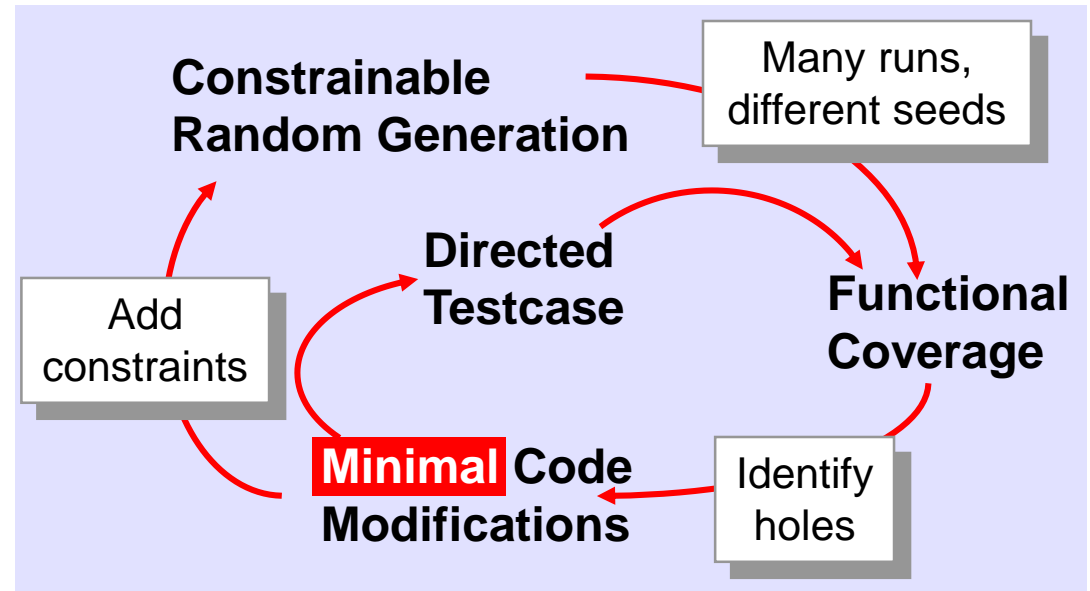 Constrainable
Random Generation
Many runs,
different seeds
Directed
Testcase
Functional
Coverage
Add
constraints
Minimal Code
Modifications
Identify
holes